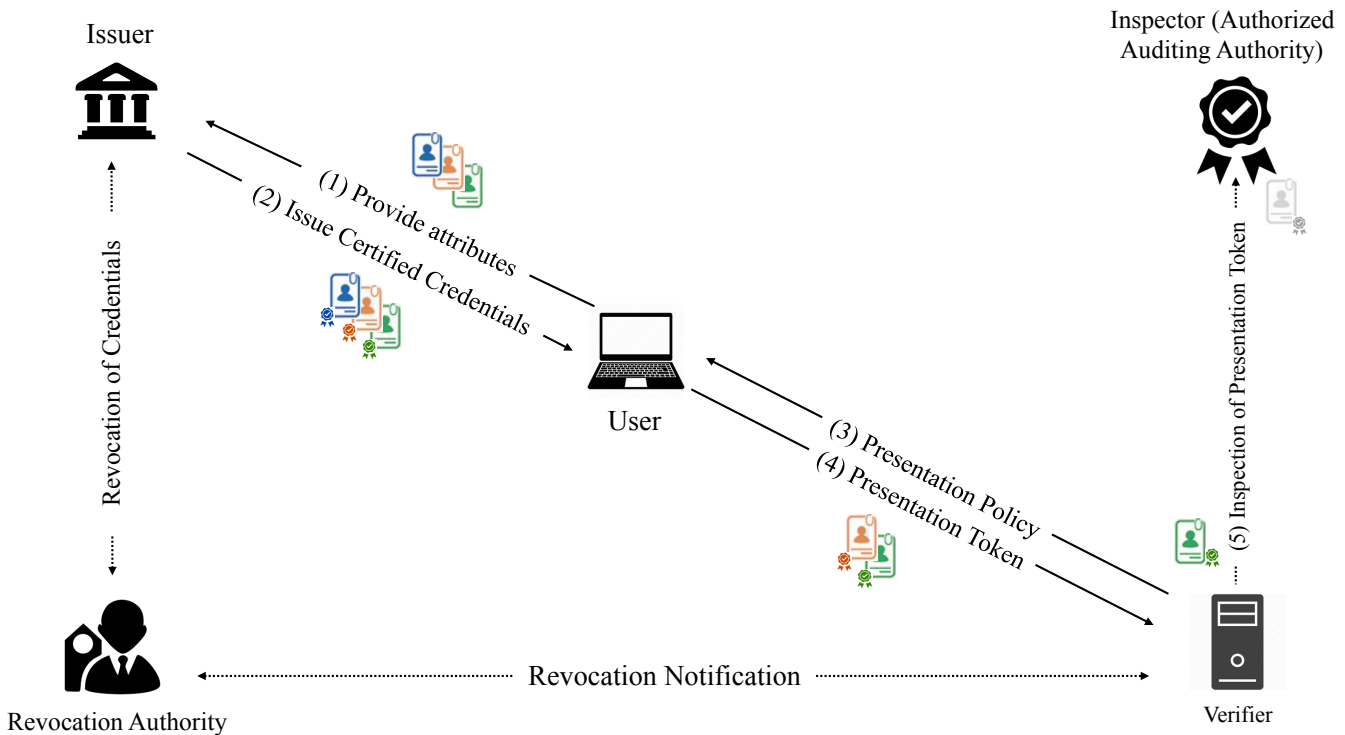 Issuer
Inspector (Authorized
Auditing Authority)
(1) Provide attributes
(2) Issue Certified Credentials
Revocation of Credentials
(5) Inspection of Presentation Token
User
(3) Presentation Policy
(4) Presentation Token
Revocation Notification
Revocation Authority
Verifier